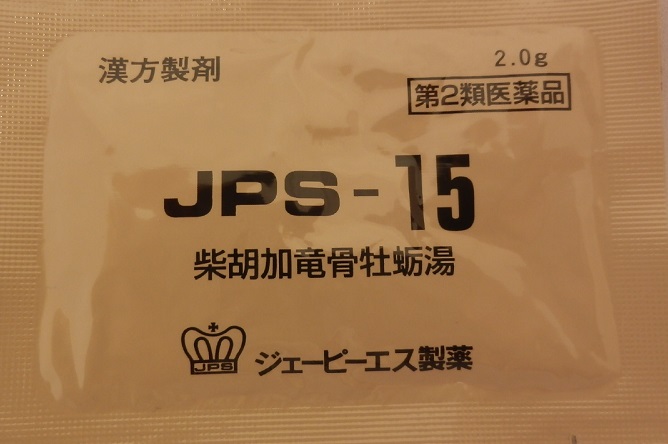 漢方製剤
2.0g
第2類医薬品
JPS-15
柴胡加竜骨牡蛎湯
JPS
ジェーピーエス製薬